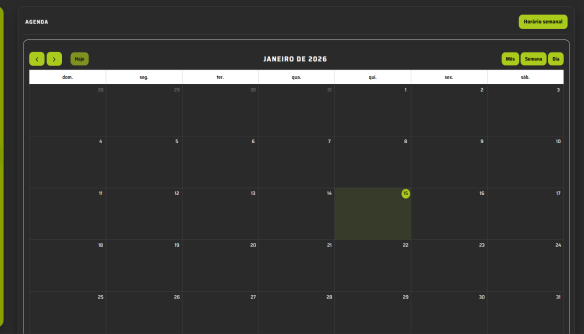 AGENDA
Horário semanal
< > Hoje
JANEIRO DE 2026
Mês Semana Dia
dom. seg. ter. qua. qui. sex. sáb.
28 29 30 31 1 2 3
4 5 6 7 8 9 10
11 12 13 14 15 16 17
18 19 20 21 22 23 24
25 26 27 28 29 30 31